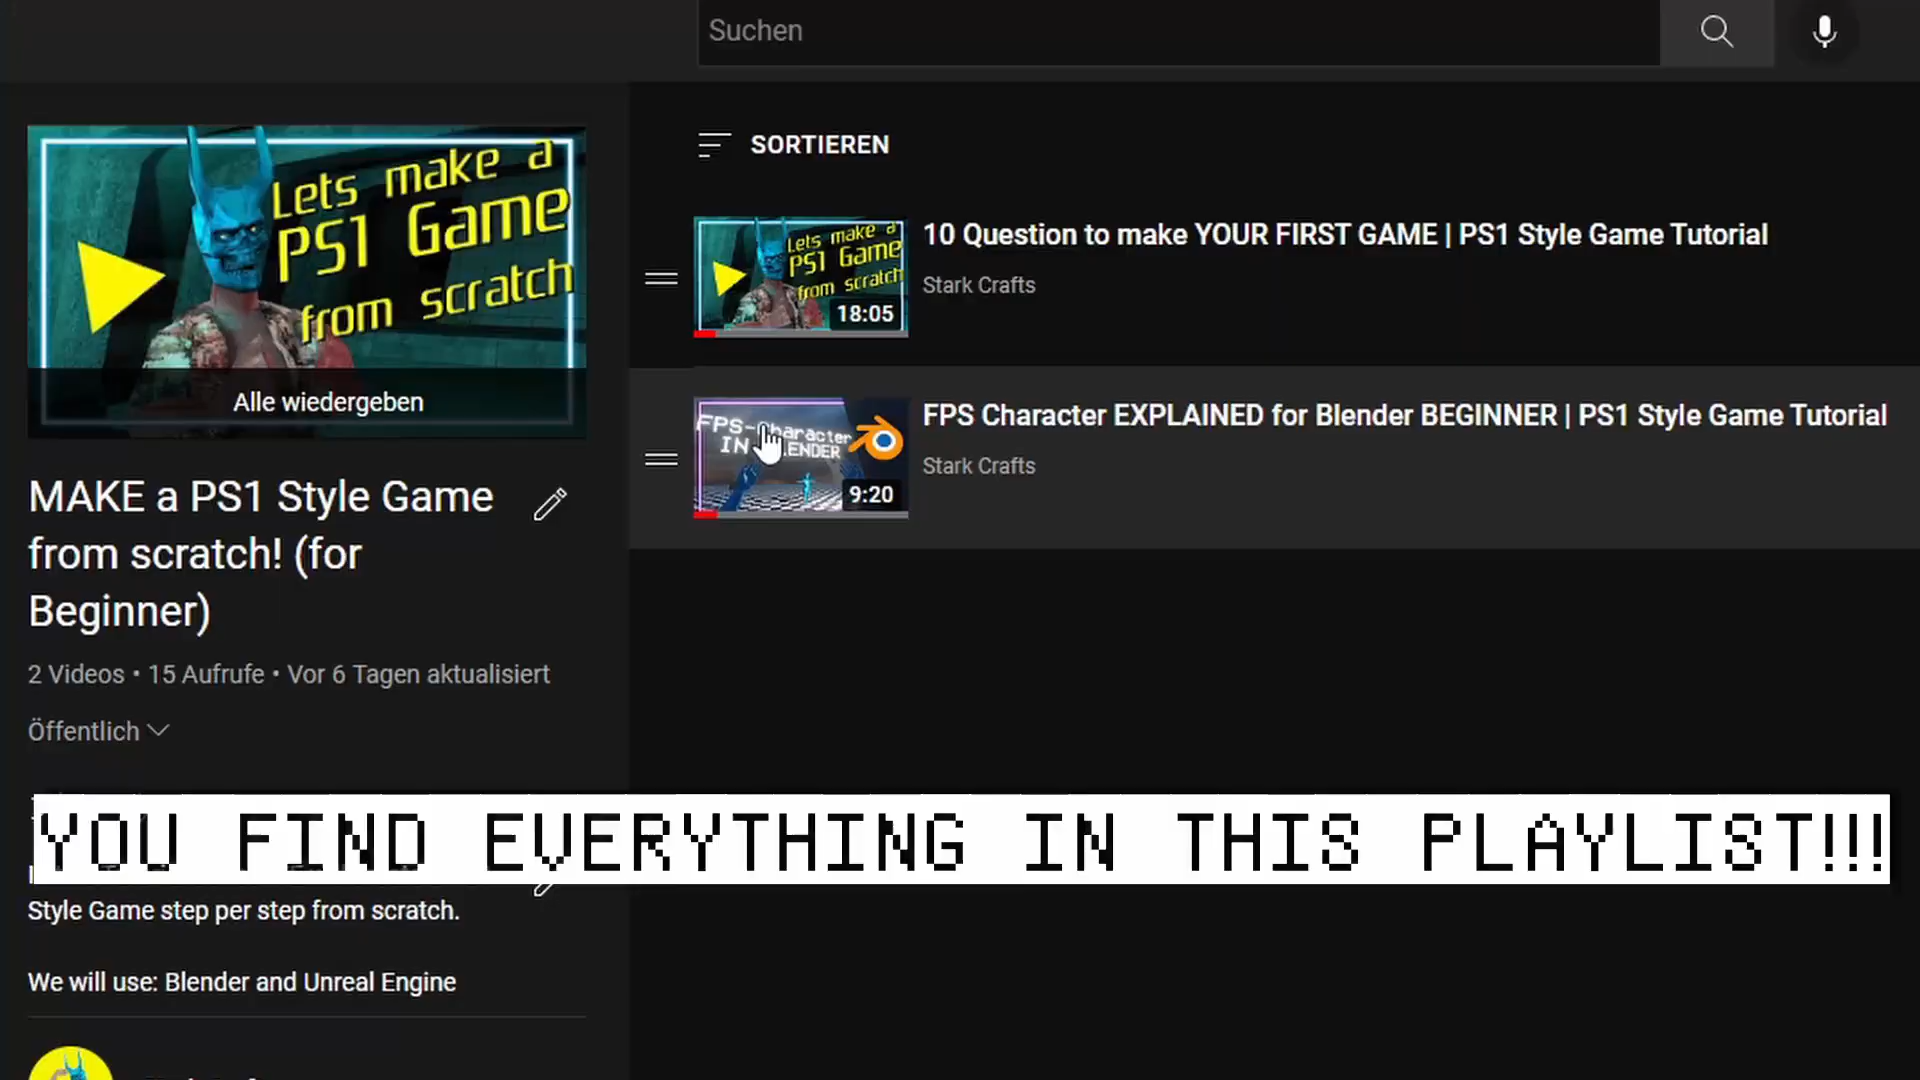 Suchen
Lets make a
PS1 Game
from scratch
Alle wiedergeben
MAKE a PS1 Style Game
from scratch! (for
Beginner)
2 Videos • 15 Aufrufe • Vor 6 Tagen aktualisiert
Öffentlich
SORTIEREN
Lets make a
PS1 Game
from scratch
18:05
10 Question to make YOUR FIRST GAME | PS1 Style Game Tutorial
Stark Crafts
FPS-Character
IN BLENDER
9:20
FPS Character EXPLAINED for Blender BEGINNER | PS1 Style Game Tutorial
Stark Crafts
YOU FIND EVERYTHING IN THIS PLAYLIST!!!
Style Game step per step from scratch.
We will use: Blender and Unreal Engine